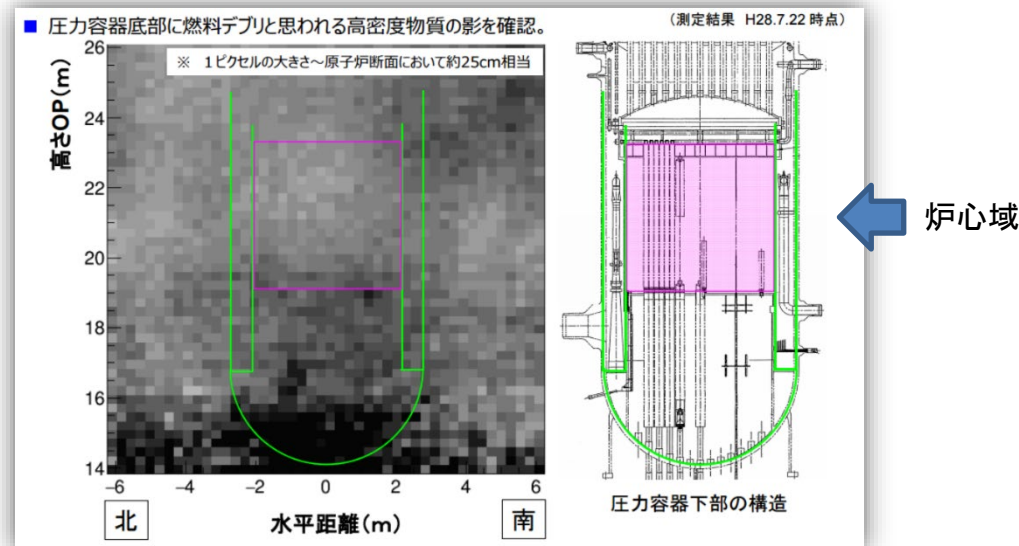 ■ 圧力容器底部に燃料デブリと思われる高密度物質の影を確認。
(測定結果 H28.7.22 時点)
※ 1ピクセルの大きさ～原子炉断面において約25cm相当
高さOP(m)
26
24
22
20
18
16
14
-6 -4 -2 0 2 4 6
北
水平距離(m)
南
圧力容器下部の構造
炉心域